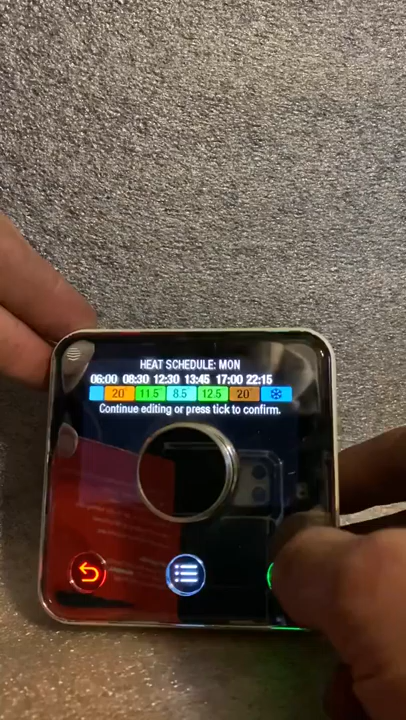 HEAT SCHEDULE: MON
06:00 08:30 12:30 13:45 17:00 22:15
20° 11.5° 8.5° 12.5° 20°
Continue editing or press tick to confirm.